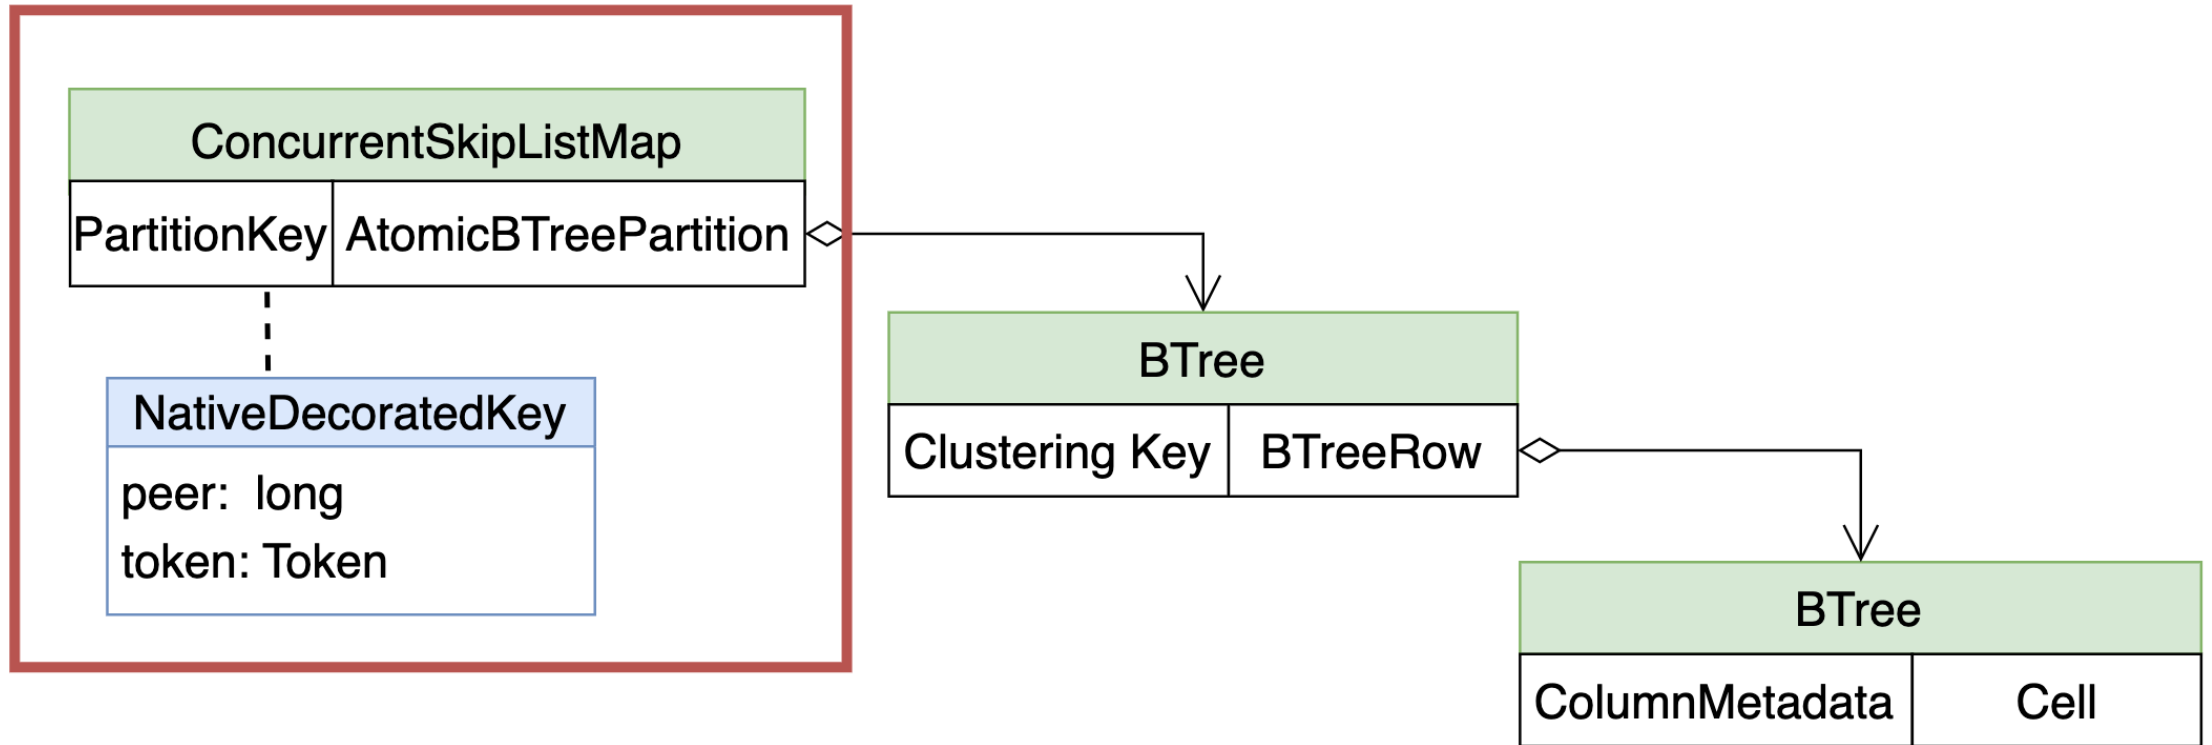 ConcurrentSkipListMap
PartitionKey AtomicBTreePartition
NativeDecoratedKey
peer: long
token: Token
BTree
Clustering Key BTreeRow
BTree
ColumnMetadata Cell